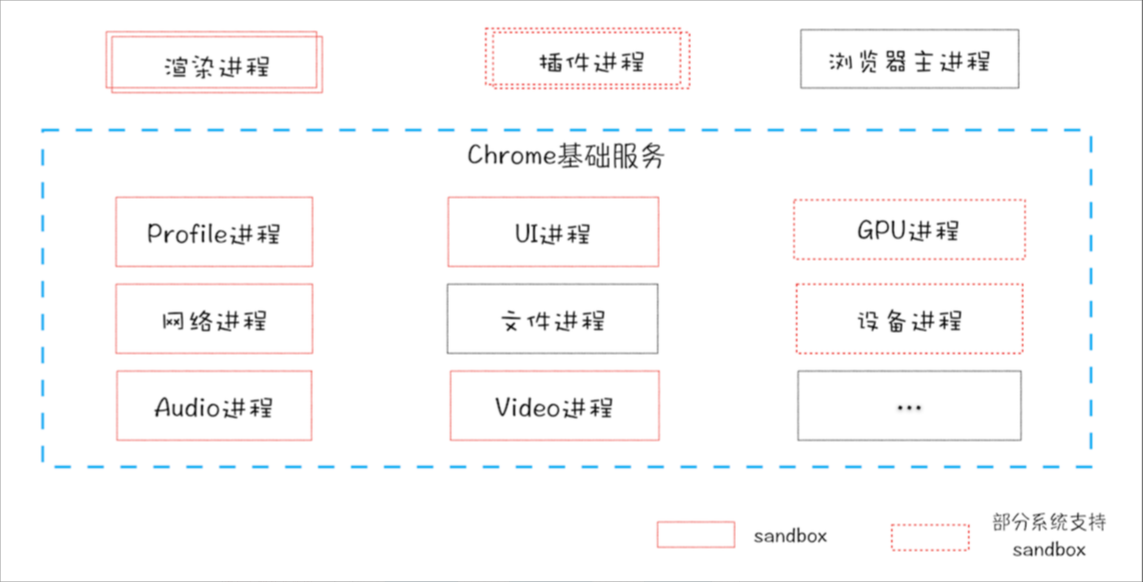 渲染进程
插件进程
浏览器主进程
Chrome基础服务
Profile进程
UI进程
GPU进程
网络进程
文件进程
设备进程
Audio进程
Video进程
...
sandbox
部分系统支持
sandbox